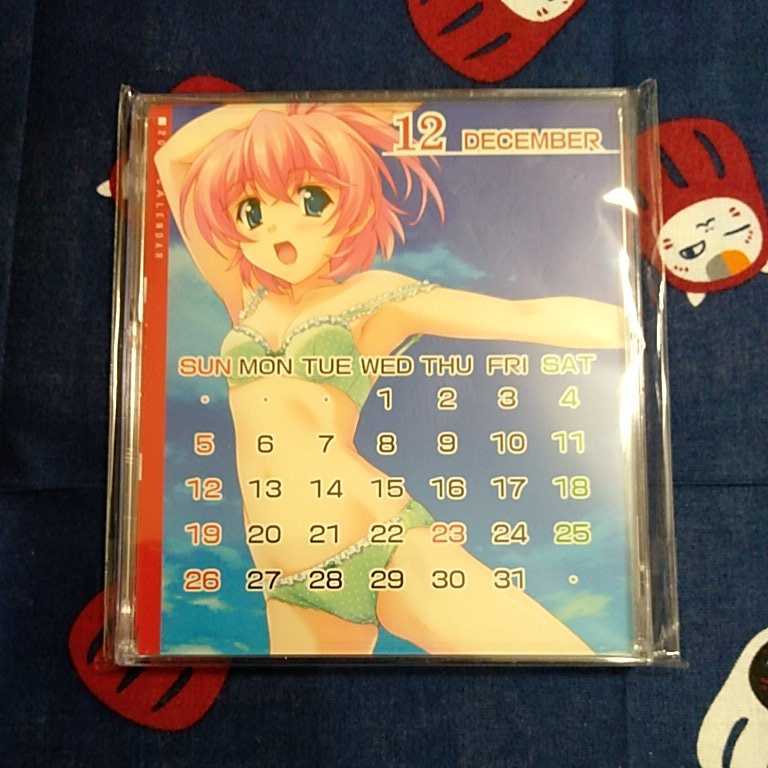 12 DECEMBER
CALENDAR
SUN MON TUE WED THU FRI SAT
1 2 3 4
5 6 7 8 9 10 11
12 13 14 15 16 17 18
19 20 21 22 23 24 25
26 27 28 29 30 31